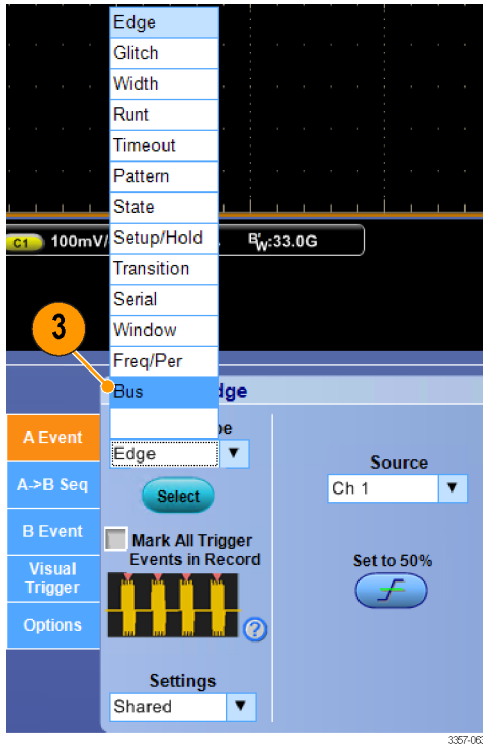 Edge
Glitch
Width
Runt
Timeout
Pattern
State
C1 100mV/ Setup/Hold BW:33.0G
Transition
Serial
Window
3
Freq/Per
Bus
A Event
Edge
Source
A->B Seq
Ch 1
Select
B Event
Mark All Trigger
Events in Record
Set to 50%
Visual
Trigger
Options
?
Settings
Shared
3357-063